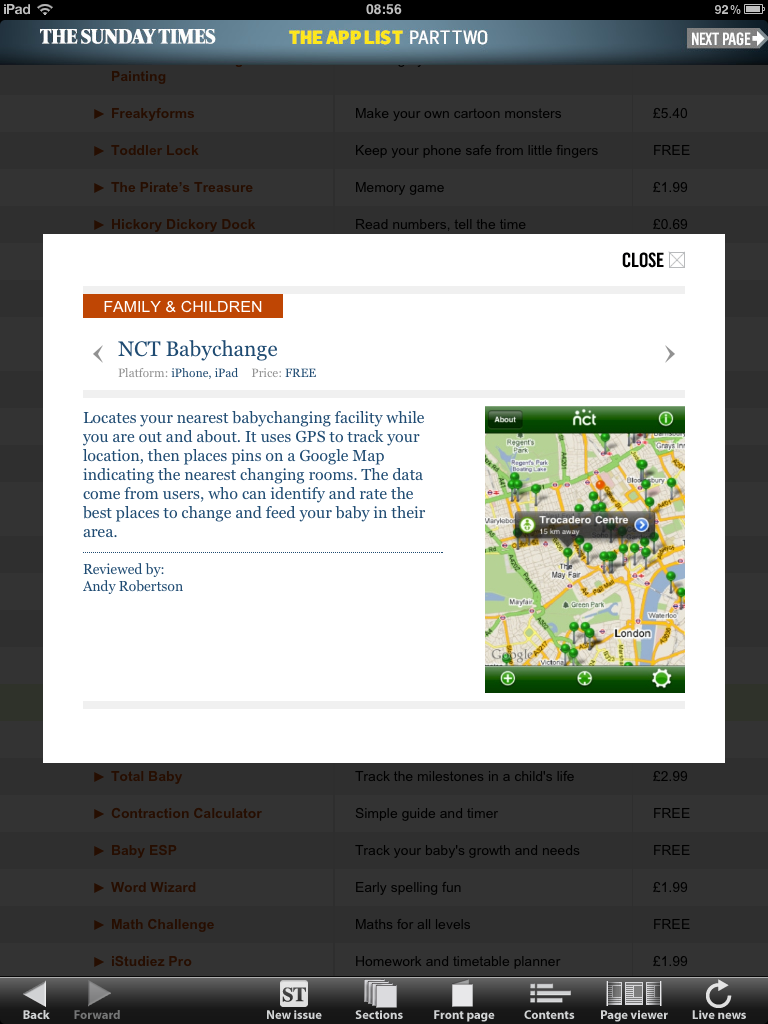 iPad 08:56 92%
THE SUNDAY TIMES THE APP LIST PART TWO NEXT PAGE
Painting
Freakyforms Make your own cartoon monsters £5.40
Toddler Lock Keep your phone safe from little fingers FREE
The Pirate's Treasure Memory game £1.99
Hickory Dickory Dock Read numbers, tell the time £0.69
CLOSE
FAMILY & CHILDREN
NCT Babychange
Platform: iPhone, iPad Price: FREE
Locates your nearest babychanging facility while
you are out and about. It uses GPS to track your
location, then places pins on a Google Map
indicating the nearest changing rooms. The data
come from users, who can identify and rate the
best places to change and feed your baby in their
area.
Reviewed by:
Andy Robertson
About nct
Regent's
Park
Regent's Park
Boating Lake
Bloomsbury
Trocadero Centre
15 km away
The
May Fair
Pall Mall
Mayfair
Green Park
Waterloo
London
Google
Victoria
Total Baby Track the milestones in a child's life £2.99
Contraction Calculator Simple guide and timer FREE
Baby ESP Track your baby's growth and needs FREE
Word Wizard Early spelling fun £1.99
Math Challenge Maths for all levels FREE
iStudiez Pro Homework and timetable planner £1.99
ST
Back Forward New issue Sections Front page Contents Page viewer Live news